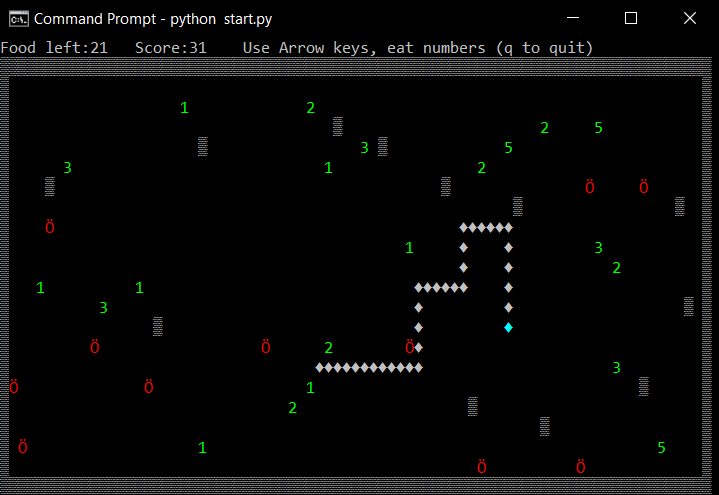 Command Prompt - python  start.py
Food left:21   Score:31    Use Arrow keys, eat numbers (q to quit)
1 2
2 5
3 5
3 1 2
Ö Ö
Ö
1 3
2
1 1
3
Ö Ö 2 Ö
3
Ö Ö 1
2
Ö 1 5
Ö Ö